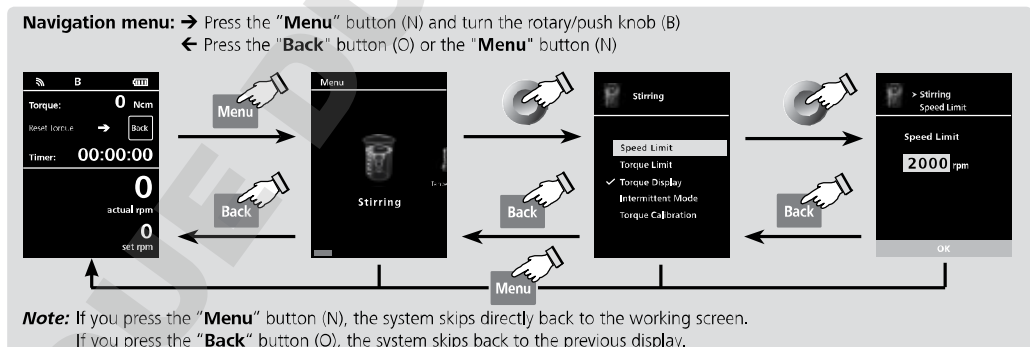 Navigation menu: → Press the "Menu" button (N) and turn the rotary/push knob (B)
← Press the "Back" button (O) or the "Menu" button (N)
B
Torque: 0 Ncm
Reset Torque → Back
Timer: 00:00:00
0
actual rpm
0
set rpm
Menu
Back
Menu
Stirring
Back
Stirring
Speed Limit
Torque Limit
✓ Torque Display
Intermittent Mode
Torque Calibration
Back
> Stirring
Speed Limit
Speed Limit
2000 rpm
OK
Menu
Note: If you press the "Menu" button (N), the system skips directly back to the working screen.
If you press the "Back" button (O), the system skips back to the previous display.